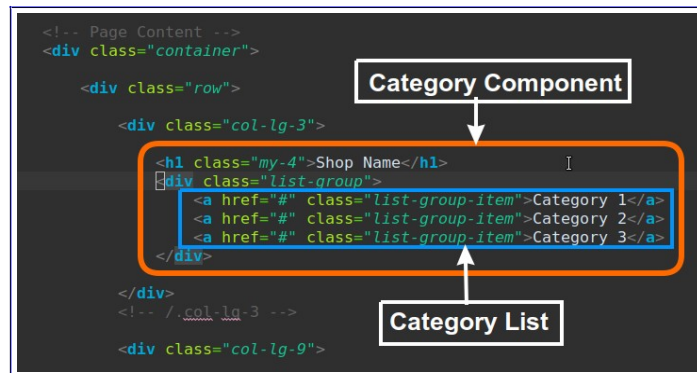 <!-- Page Content -->
<div class="container">
<div class="row">
Category Component
<div class="col-lg-3">
<h1 class="my-4">Shop Name</h1>
<div class="list-group">
<a href="#" class="list-group-item">Category 1</a>
<a href="#" class="list-group-item">Category 2</a>
<a href="#" class="list-group-item">Category 3</a>
</div>
</div>
<!-- /.col-lg-3 -->
Category List
<div class="col-lg-9">